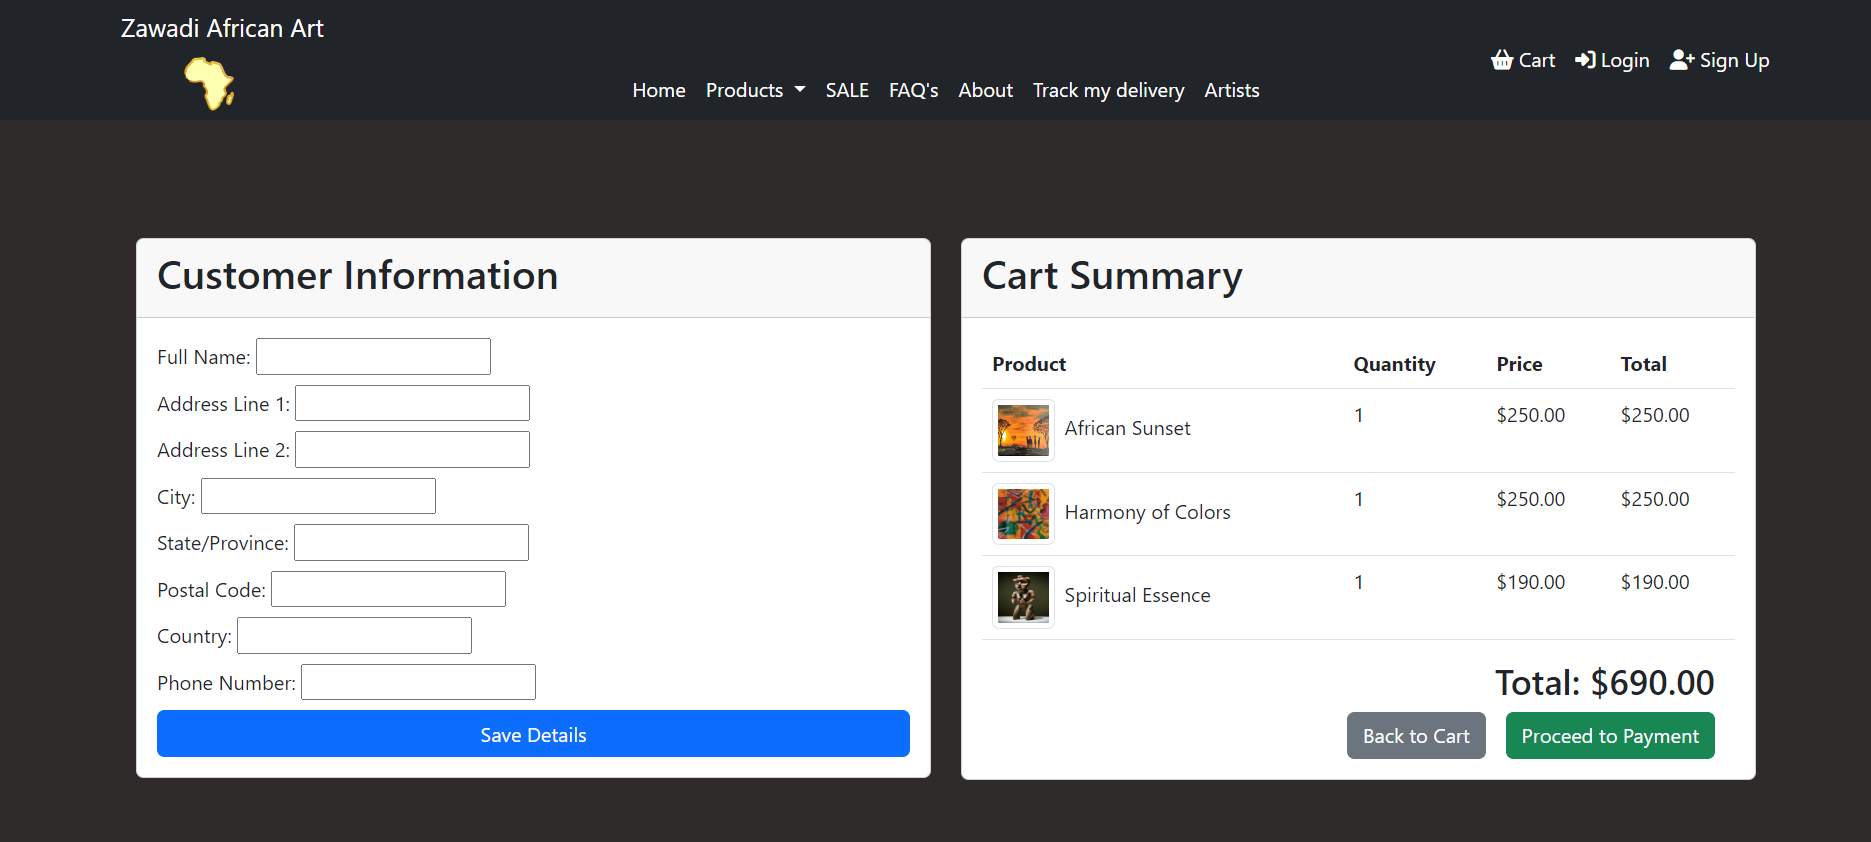 Zawadi African Art
Cart Login Sign Up
Home Products SALE FAQ's About Track my delivery Artists
Customer Information
Full Name:
Address Line 1:
Address Line 2:
City:
State/Province:
Postal Code:
Country:
Phone Number:
Save Details
Cart Summary
Product Quantity Price Total
African Sunset 1 $250.00 $250.00
Harmony of Colors 1 $250.00 $250.00
Spiritual Essence 1 $190.00 $190.00
Total: $690.00
Back to Cart Proceed to Payment